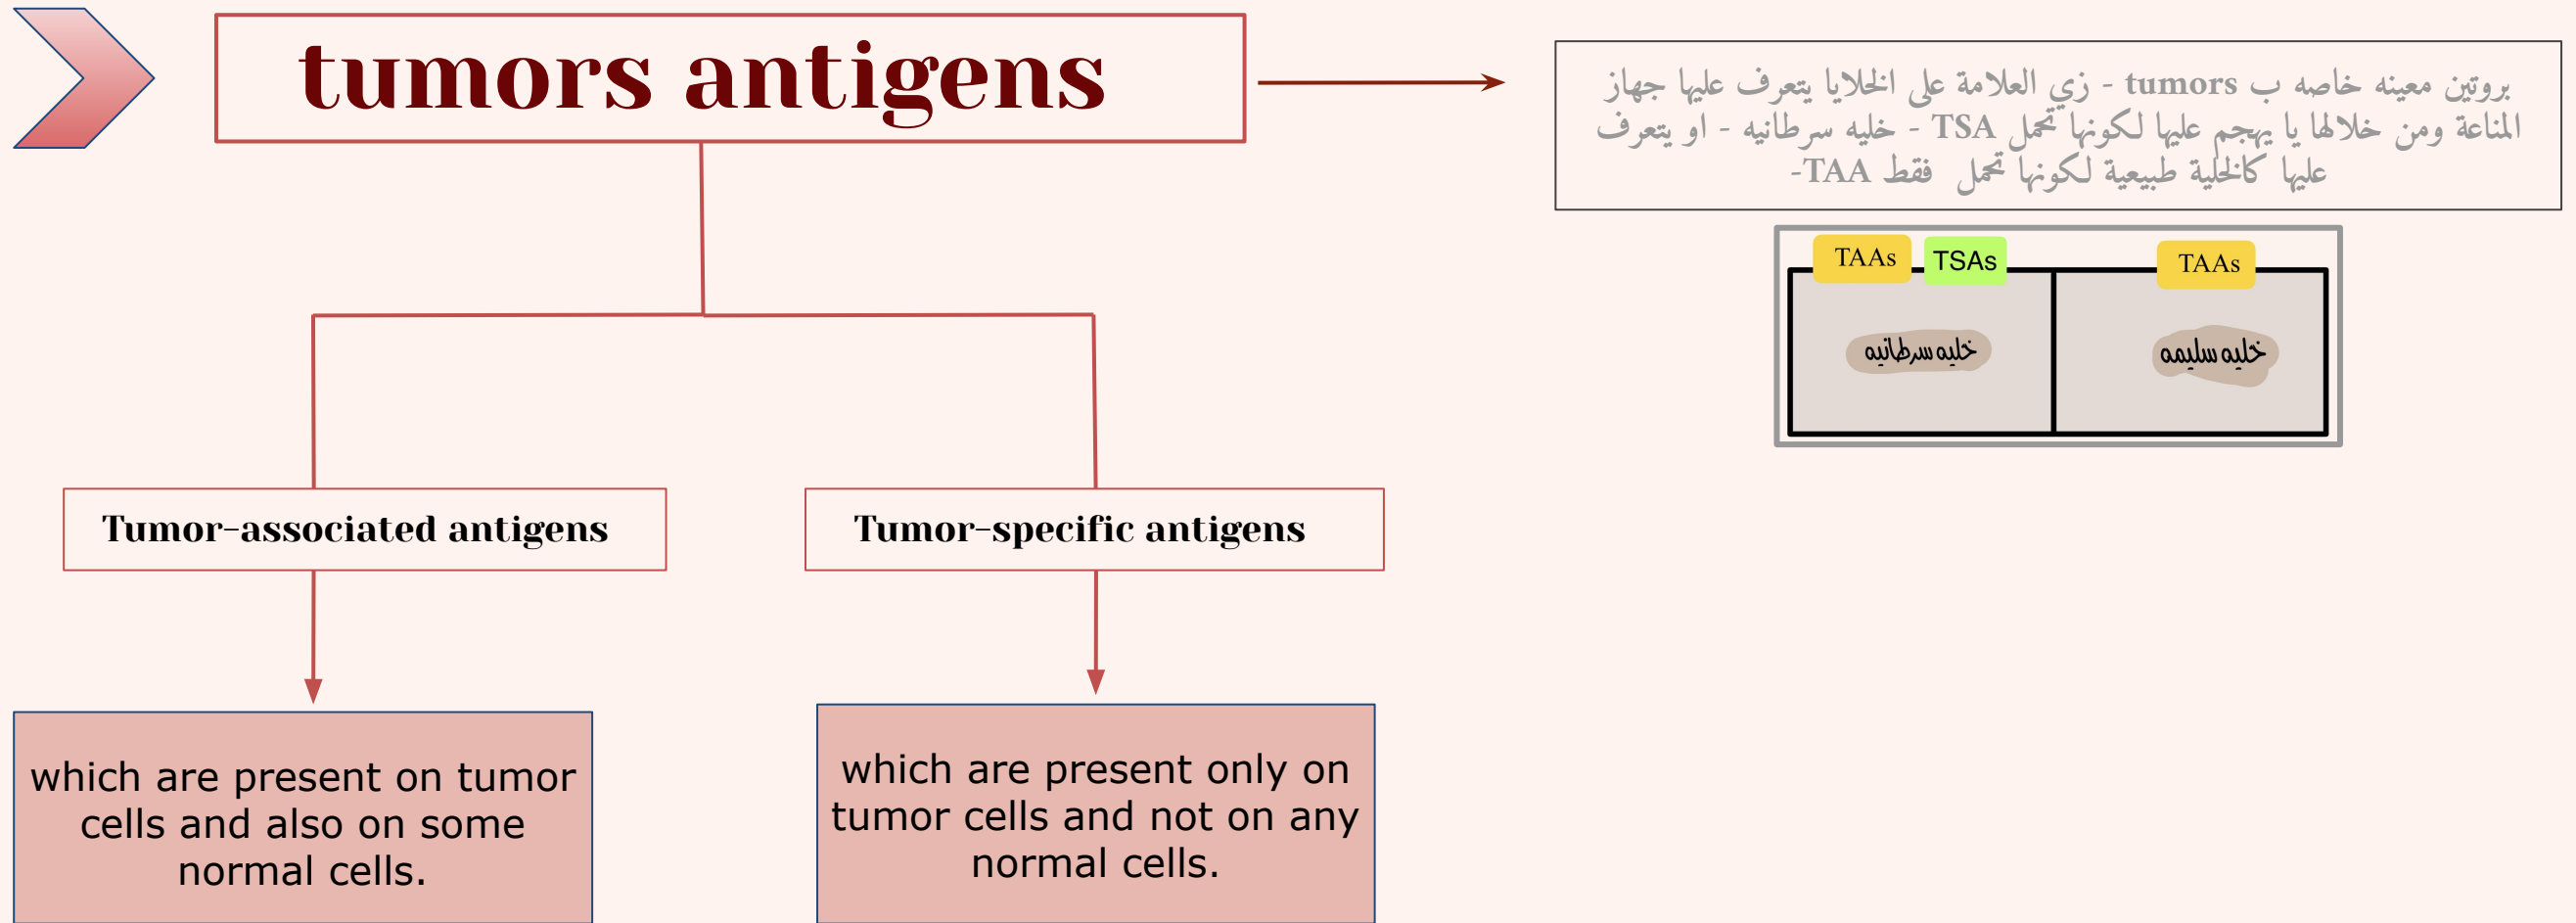 tumors antigens
بروتين معينه خاصه ب tumors - زي العلامة على الخلايا يتعرف عليها جهاز
المناعة ومن خلالها يا يهجم عليها لكونها تحمل TSA - خليه سرطانيه - او يتعرف
عليها كالخلية طبيعية لكونها تحمل فقط TAA-
TAAs TSAs TAAs
خليه سرطانيه خليه سليمه
Tumor-associated antigens
Tumor-specific antigens
which are present on tumor
cells and also on some
normal cells.
which are present only on
tumor cells and not on any
normal cells.